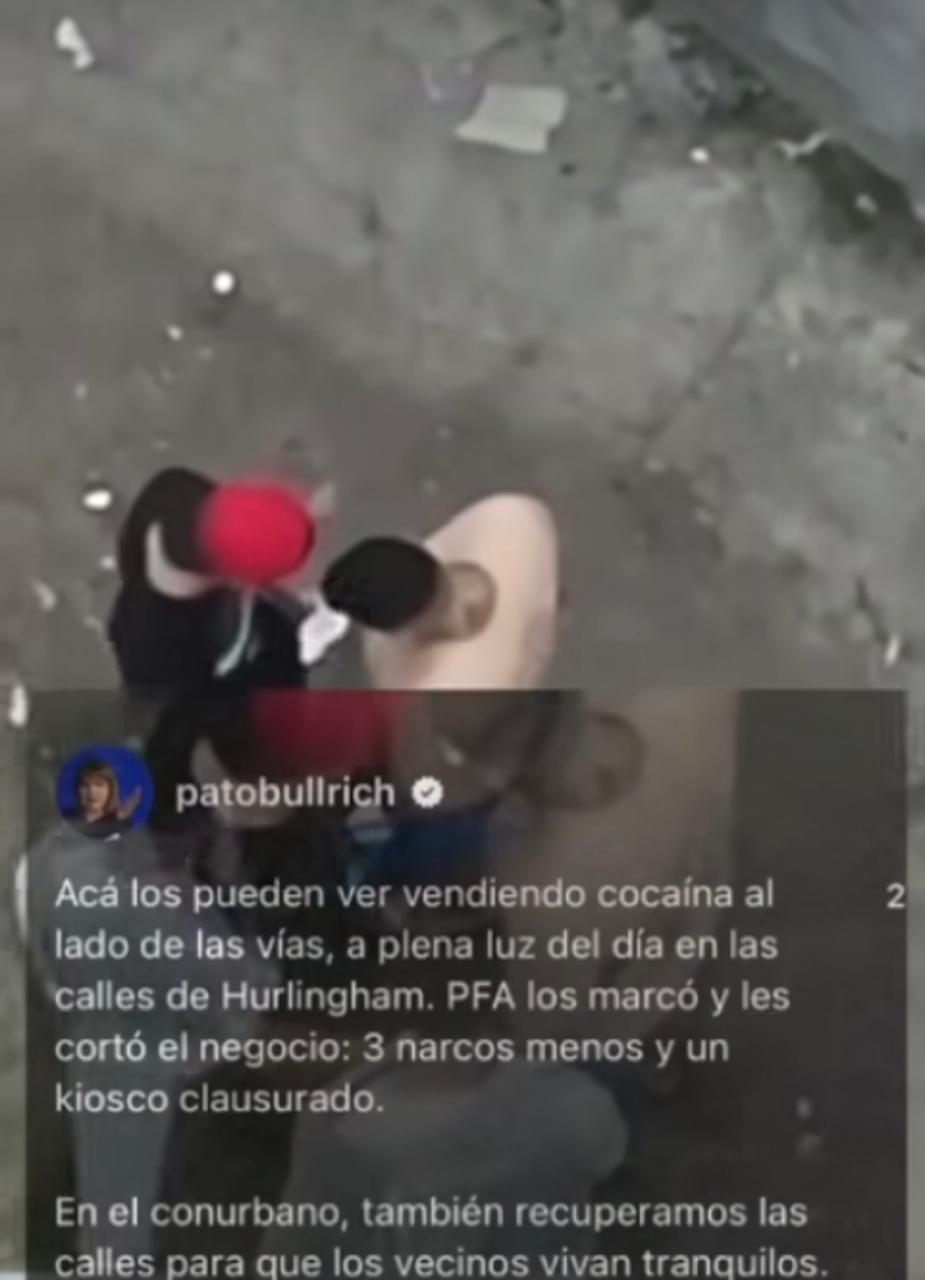 patobullrich
Acá los pueden ver vendiendo cocaína al
2
lado de las vías, a plena luz del día en las
calles de Hurlingham. PFA los marcó y les
cortó el negocio: 3 narcos menos y un
kiosco clausurado.
En el conurbano, también recuperamos las
calles para que los vecinos vivan tranquilos.